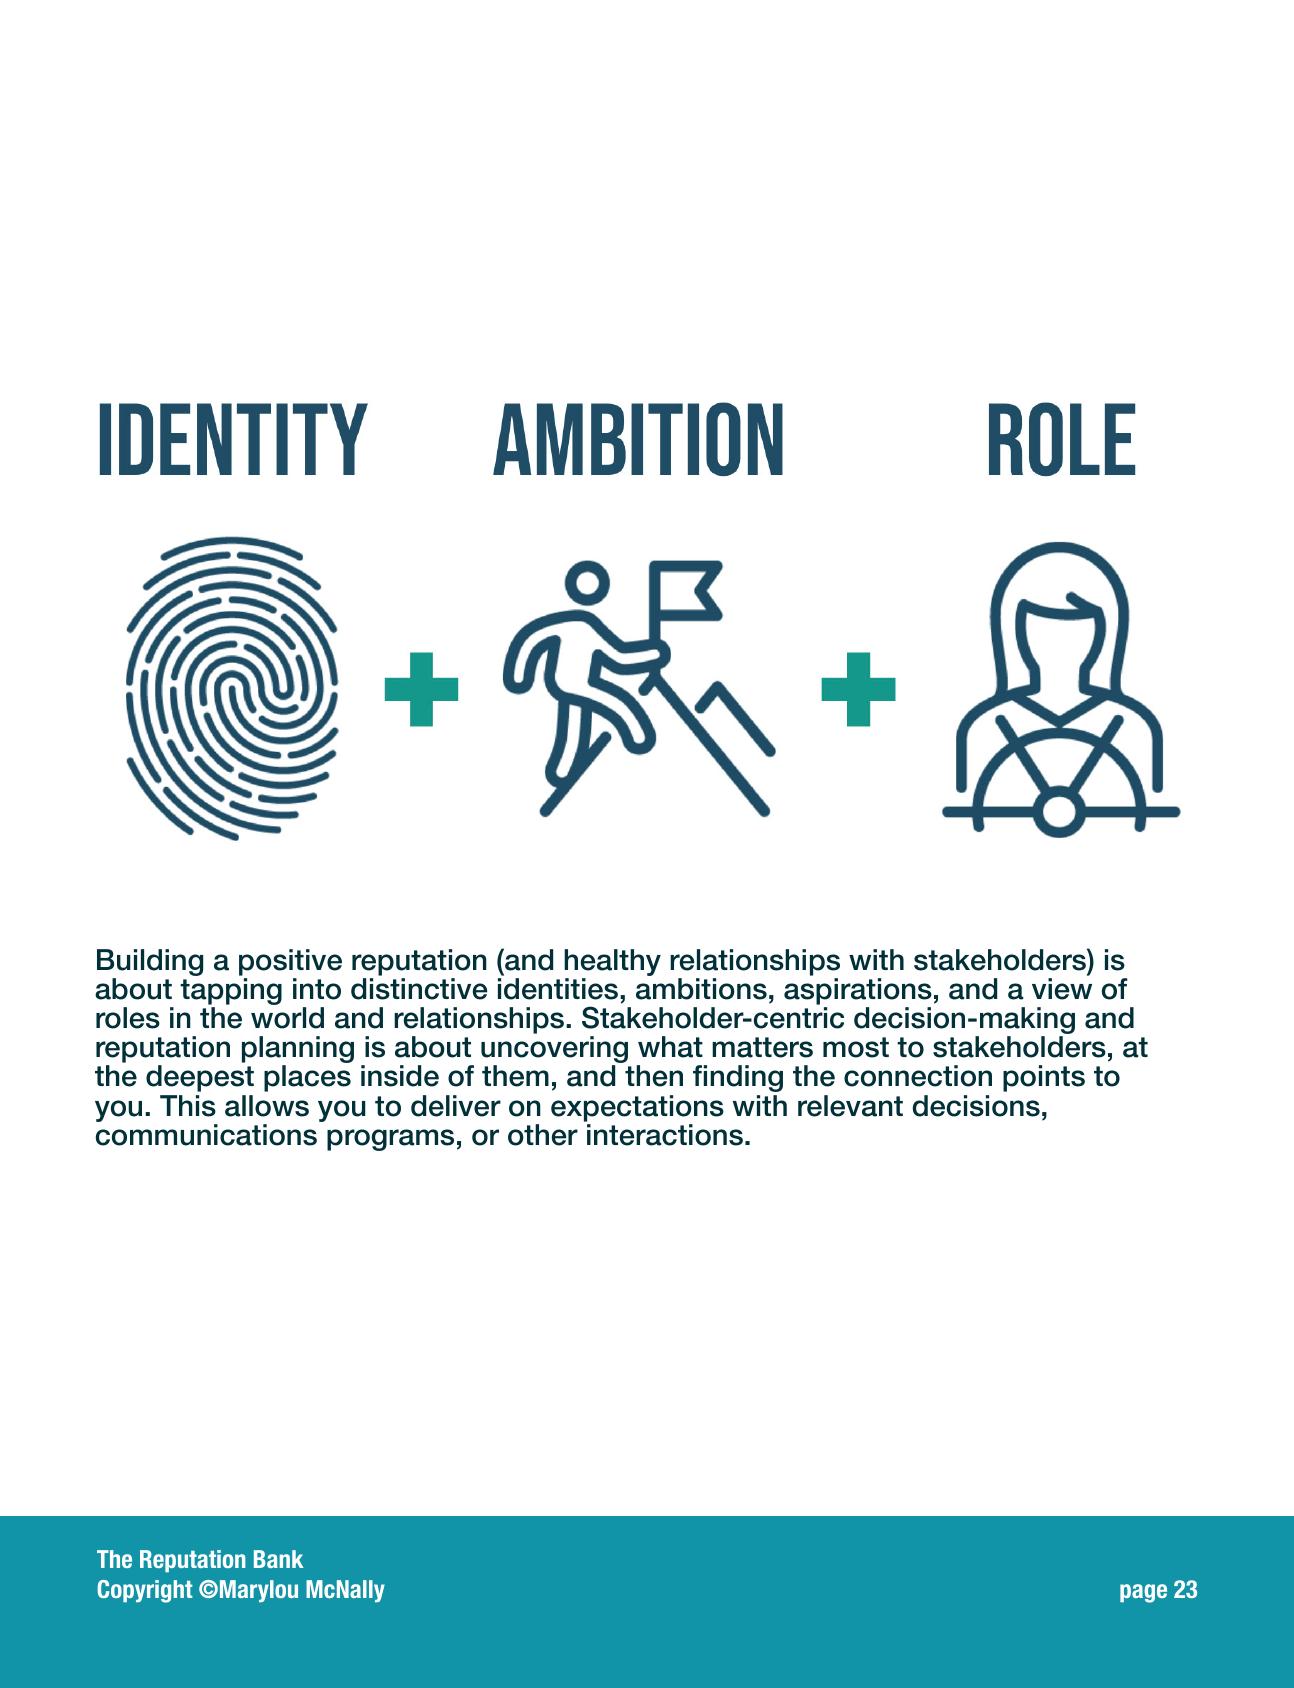 IDENTITY AMBITION ROLE
Building a positive reputation (and healthy relationships with stakeholders) is
about tapping into distinctive identities, ambitions, aspirations, and a view of
roles in the world and relationships. Stakeholder-centric decision-making and
reputation planning is about uncovering what matters most to stakeholders, at
the deepest places inside of them, and then finding the connection points to
you. This allows you to deliver on expectations with relevant decisions,
communications programs, or other interactions.
The Reputation Bank
Copyright ©Marylou McNally
page 23